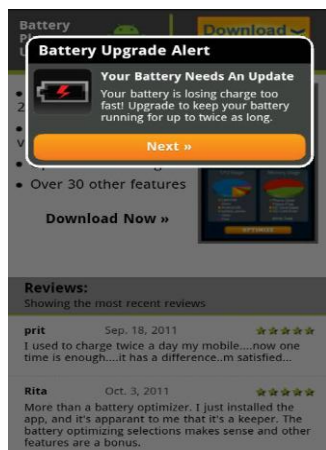 Battery
Download
Battery Upgrade Alert
Your Battery Needs An Update
Your battery is losing charge too
fast! Upgrade to keep your battery
running for up to twice as long.
Next »
• Over 30 other features
Download Now »
OPTIMIZE
Reviews:
Showing the most recent reviews
prit Sep. 18, 2011
I used to charge twice a day my mobile....now one
time is enough....it has a difference..m satisfied...
Rita Oct. 3, 2011
More than a battery optimizer. I just installed the
app, and it's apparant to me that it's a keeper. The
battery optimizing selections makes sense and other
features are a bonus.